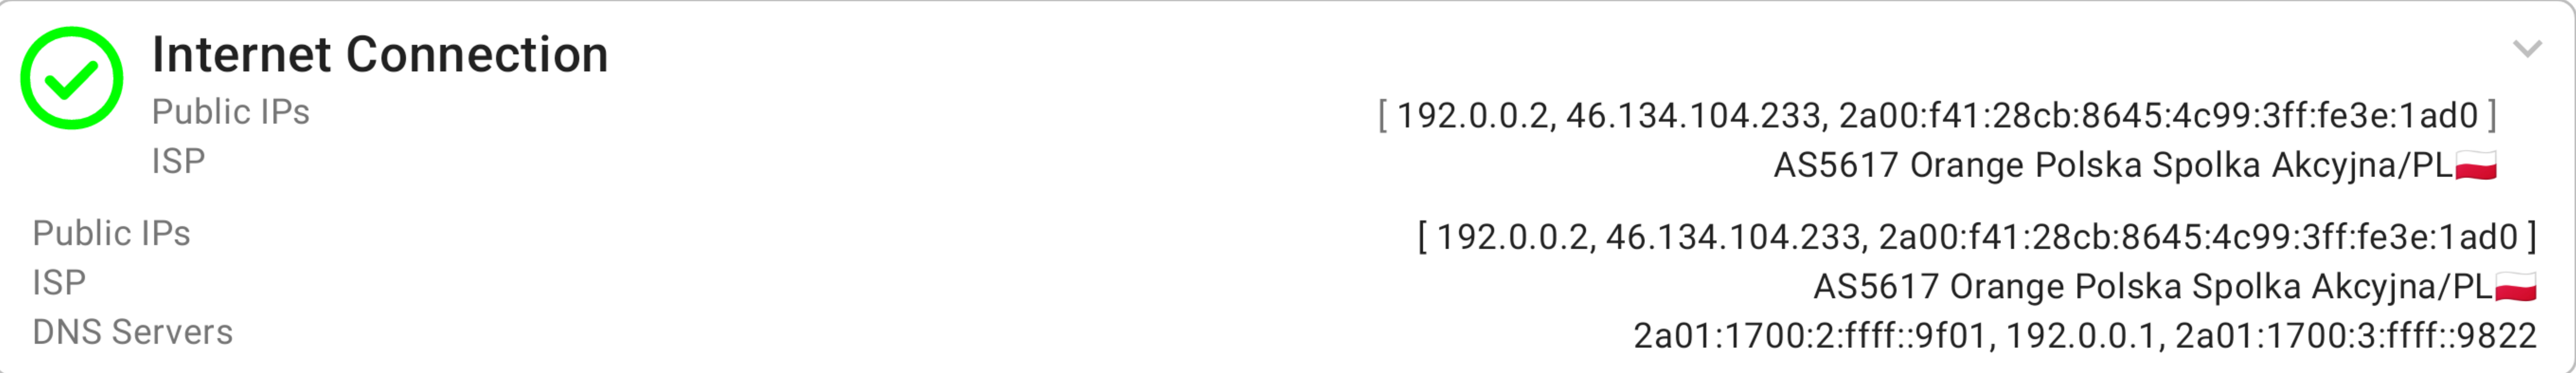 Internet Connection
Public IPs [ 192.0.0.2, 46.134.104.233, 2a00:f41:28cb:8645:4c99:3ff:fe3e:1ad0 ]
ISP AS5617 Orange Polska Spolka Akcyjna/PL🇵🇱
Public IPs [ 192.0.0.2, 46.134.104.233, 2a00:f41:28cb:8645:4c99:3ff:fe3e:1ad0 ]
ISP AS5617 Orange Polska Spolka Akcyjna/PL🇵🇱
DNS Servers 2a01:1700:2:ffff::9f01, 192.0.0.1, 2a01:1700:3:ffff::9822